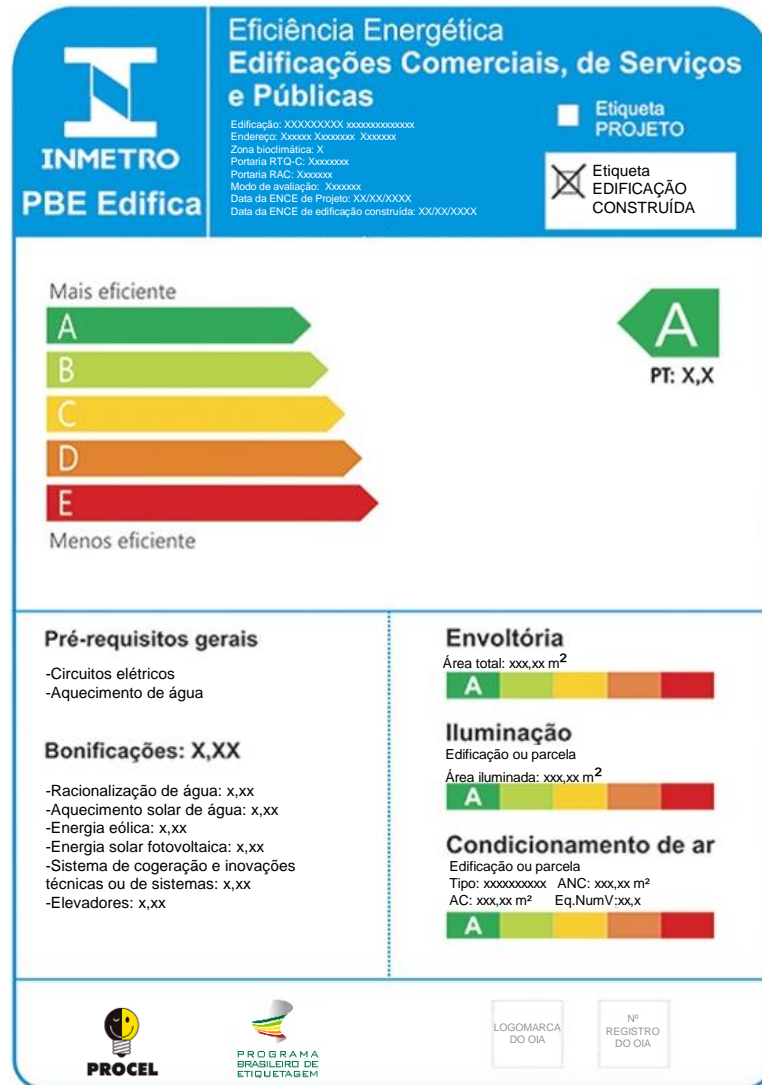 INMETRO
PBE Edifica
Eficiência Energética
Edificações Comerciais, de Serviços
e Públicas
Edificação: XXXXXXXXX xxxxxxxxxxxxxx
Endereço: Xxxxxx Xxxxxxxx Xxxxxxx
Zona bioclimática: X
Portaria RTQ-C: Xxxxxxxx
Portaria RAC: Xxxxxxx
Modo de avaliação: Xxxxxxx
Data da ENCE de Projeto: XX/XX/XXXX
Data da ENCE de edificação construída: XX/XX/XXXX
Etiqueta
PROJETO
Etiqueta
EDIFICAÇÃO
CONSTRUÍDA
Mais eficiente
A
B
C
D
E
Menos eficiente
A
PT: X,X
Pré-requisitos gerais
-Circuitos elétricos
-Aquecimento de água
Bonificações: X,XX
-Racionalização de água: x,xx
-Aquecimento solar de água: x,xx
-Energia eólica: x,xx
-Energia solar fotovoltaica: x,xx
-Sistema de cogeração e inovações
técnicas ou de sistemas: x,xx
-Elevadores: x,xx
Envoltória
Área total: xxx,xx m²
A
Iluminação
Edificação ou parcela
Área iluminada: xxx,xx m²
A
Condicionamento de ar
Edificação ou parcela
Tipo: xxxxxxxxxx ANC: xxx,xx m²
AC: xxx,xx m² Eq.NumV:xx,x
A
PROCEL
PROGRAMA
BRASILEIRO DE
ETIQUETAGEM
LOGOMARCA
DO OIA
Nº
REGISTRO
DO OIA